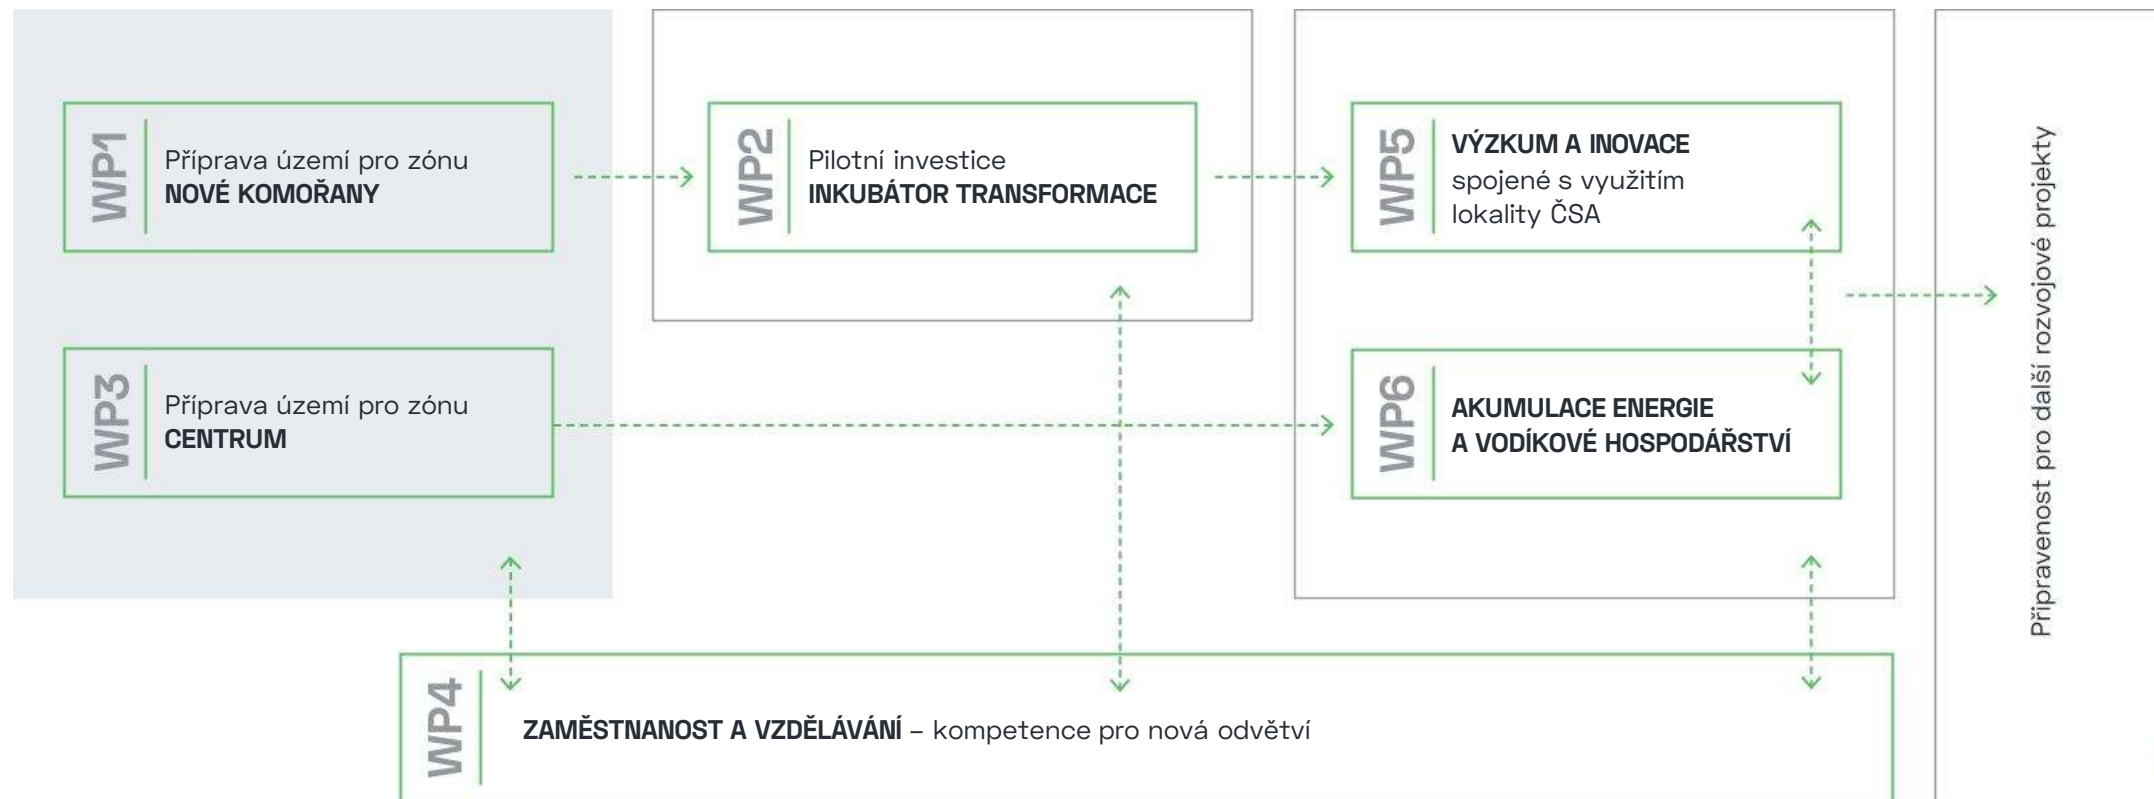 WP1
Příprava území pro zónu
NOVÉ KOMOŘANY
WP2
Pilotní investice
INKUBÁTOR TRANSFORMACE
WP5
VÝZKUM A INOVACE
spojené s využitím
lokality ČSA
WP3
Příprava území pro zónu
CENTRUM
WP6
AKUMULACE ENERGIE
A VODÍKOVÉ HOSPODÁŘSTVÍ
WP4
ZAMĚSTNANOST A VZDĚLÁVÁNÍ – kompetence pro nová odvětví
Připravenost pro další rozvojové projekty